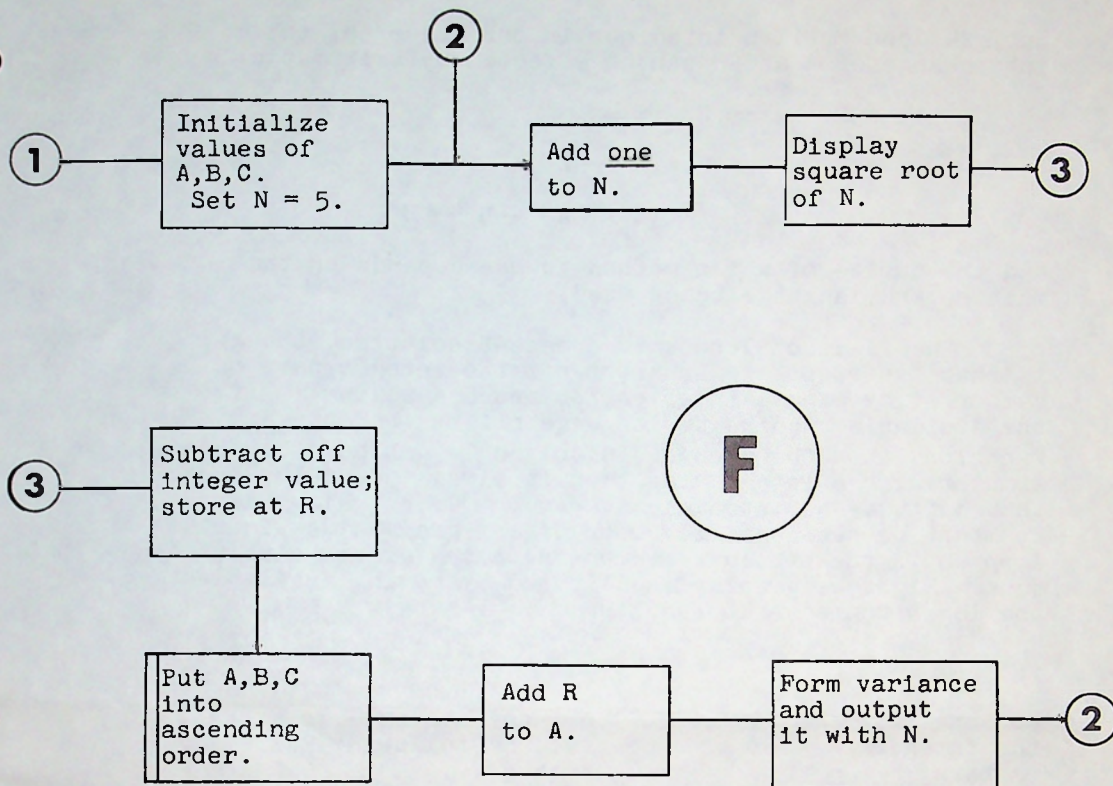 2
1
Initialize
values of
A,B,C.
Set N = 5.
Add one
to N.
Display
square root
of N.
3
3
Subtract off
integer value;
store at R.
F
Put A,B,C
into
ascending
order.
Add R
to A.
Form variance
and output
it with N.
2